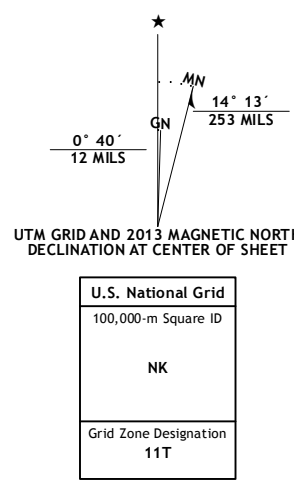 ★
MN
GN
14° 13´
253 MILS
0° 40´
12 MILS
UTM GRID AND 2013 MAGNETIC NORTI
DECLINATION AT CENTER OF SHEET
U.S. National Grid
100,000-m Square ID
NK
Grid Zone Designation
11T